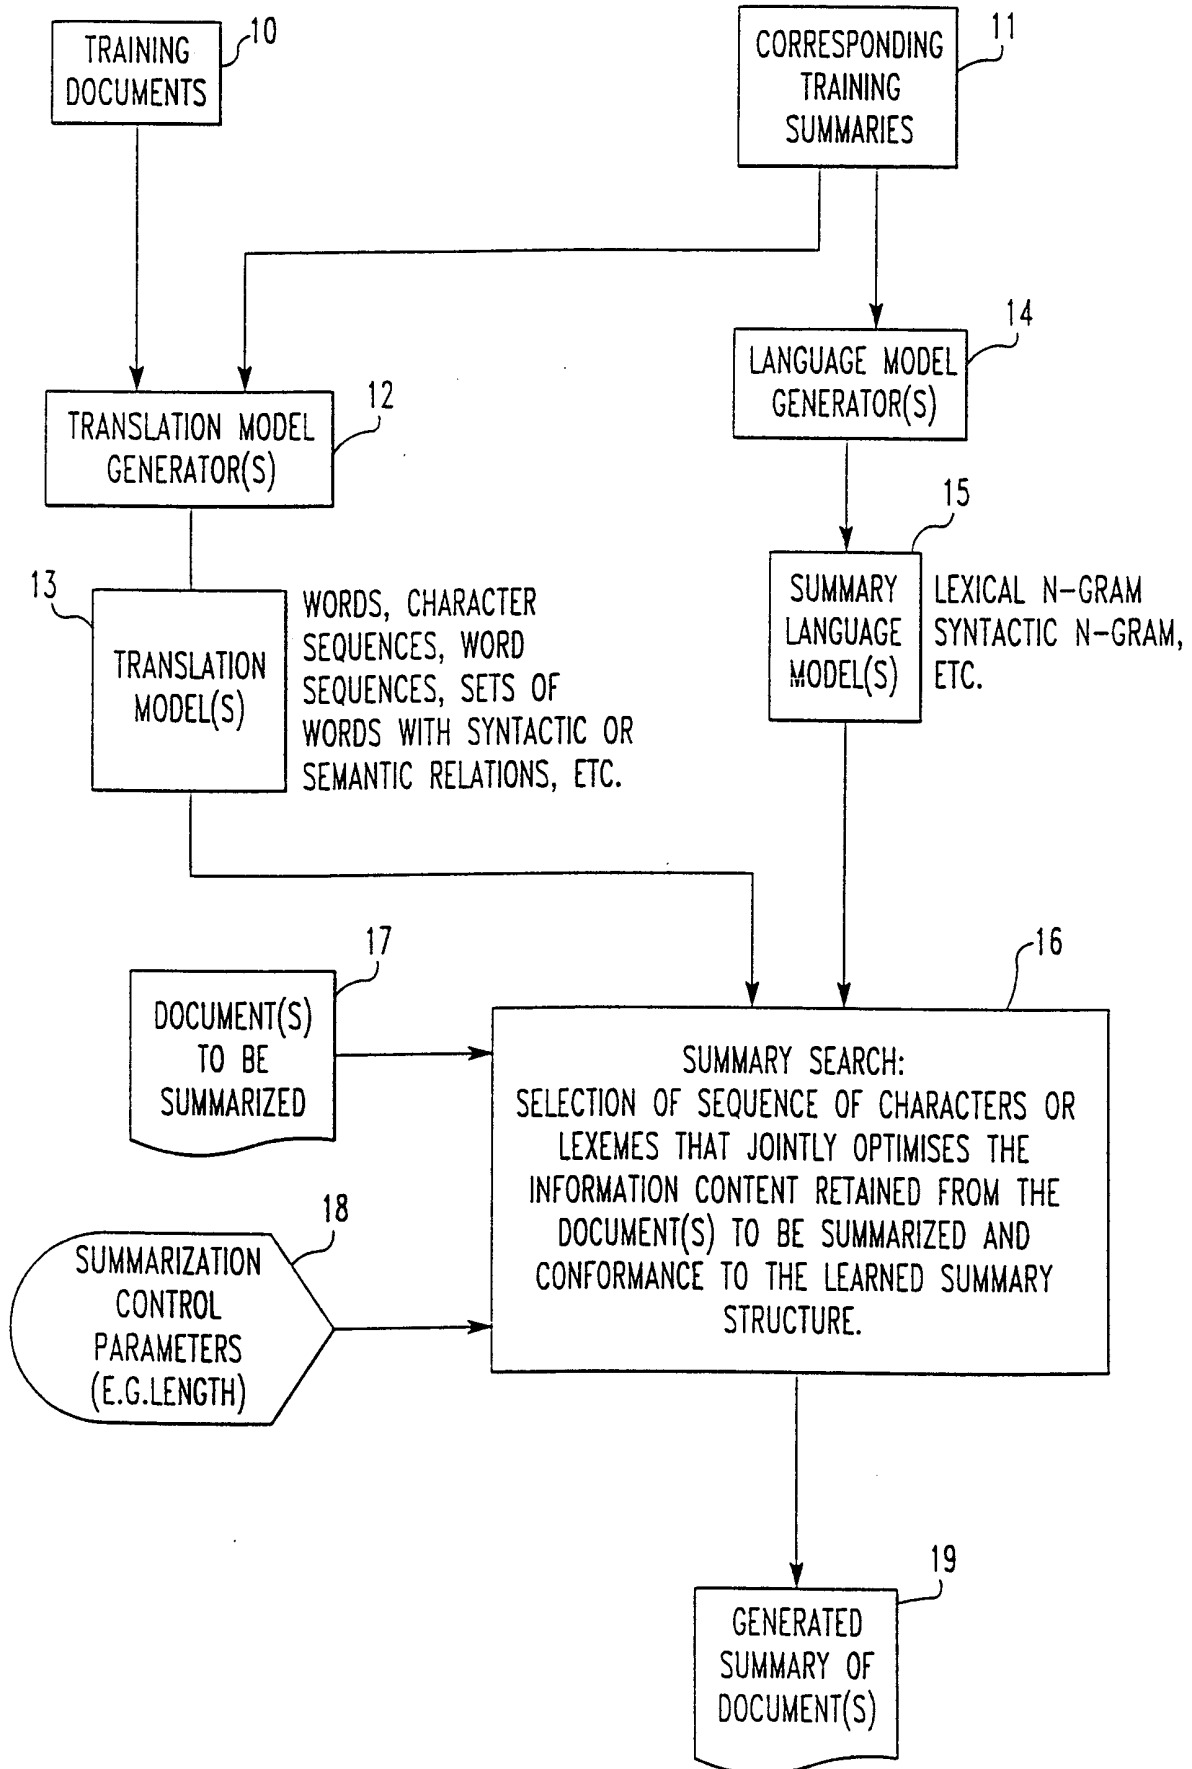 10
TRAINING
DOCUMENTS
11
CORRESPONDING
TRAINING
SUMMARIES
14
LANGUAGE MODEL
GENERATOR(S)
12
TRANSLATION MODEL
GENERATOR(S)
15
SUMMARY
LANGUAGE
MODEL(S)
LEXICAL N-GRAM
SYNTACTIC N-GRAM,
ETC.
13
TRANSLATION
MODEL(S)
WORDS, CHARACTER
SEQUENCES, WORD
SEQUENCES, SETS OF
WORDS WITH SYNTACTIC OR
SEMANTIC RELATIONS, ETC.
17
DOCUMENT(S)
TO BE
SUMMARIZED
16
SUMMARY SEARCH:
SELECTION OF SEQUENCE OF CHARACTERS OR
LEXEMES THAT JOINTLY OPTIMISES THE
INFORMATION CONTENT RETAINED FROM THE
DOCUMENT(S) TO BE SUMMARIZED AND
CONFORMANCE TO THE LEARNED SUMMARY
STRUCTURE.
18
SUMMARIZATION
CONTROL
PARAMETERS
(E.G.LENGTH)
19
GENERATED
SUMMARY OF
DOCUMENT(S)